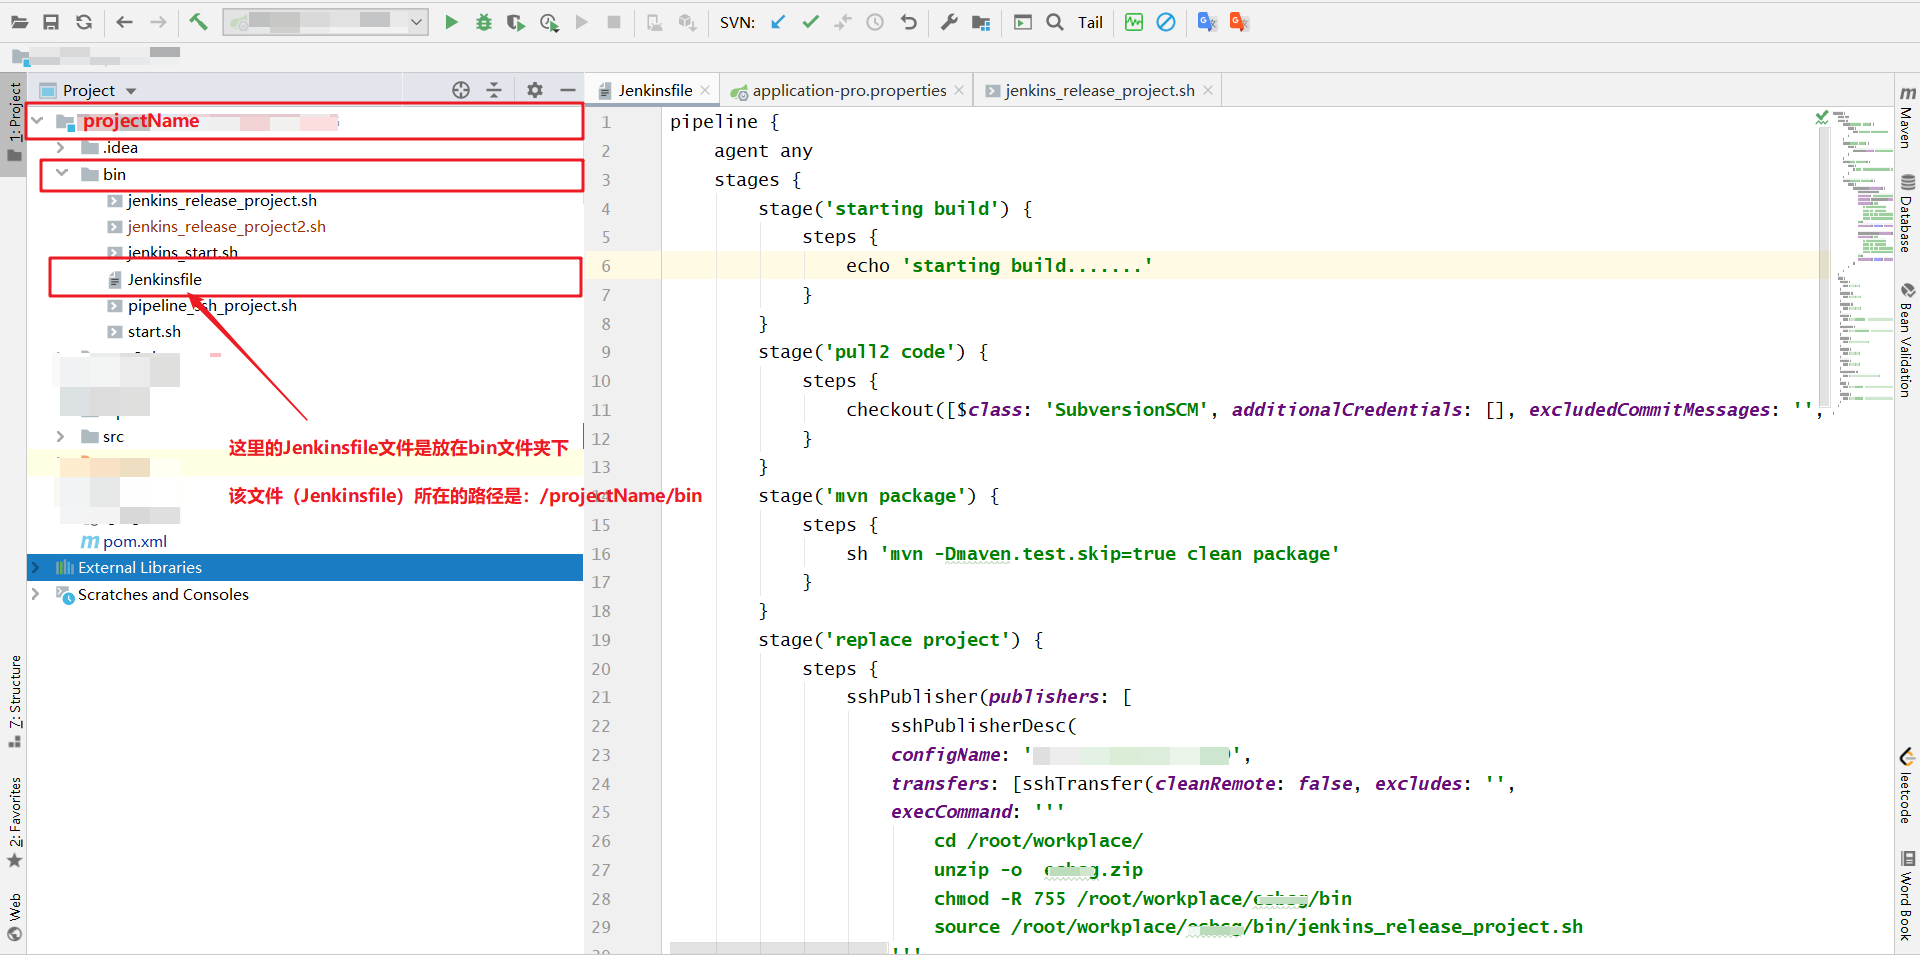 SVN:
Tail
Project
Jenkinsfile
application-pro.properties
jenkins_release_project.sh
1: Project
7: Structure
2: Favorites
Web
projectName
.idea
bin
jenkins_release_project.sh
jenkins_release_project2.sh
jenkins_start.sh
Jenkinsfile
pipeline_ssh_project.sh
start.sh
src
这里的Jenkinsfile文件是放在bin文件夹下
该文件（Jenkinsfile）所在的路径是：/projectName/bin
pom.xml
External Libraries
Scratches and Consoles
1 pipeline {
2 agent any
3 stages {
4 stage('starting build') {
5 steps {
6 echo 'starting build.......'
7 }
8 }
9 stage('pull2 code') {
10 steps {
11 checkout([$class: 'SubversionSCM', additionalCredentials: [], excludedCommitMessages: '',
12 }
13 }
14 stage('mvn package') {
15 steps {
16 sh 'mvn -Dmaven.test.skip=true clean package'
17 }
18 }
19 stage('replace project') {
20 steps {
21 sshPublisher(publishers: [
22 sshPublisherDesc(
23 configName: '',
24 transfers: [sshTransfer(cleanRemote: false, excludes: '',
25 execCommand: '''
26 cd /root/workplace/
27 unzip -o .zip
28 chmod -R 755 /root/workplace/ /bin
29 source /root/workplace/ /bin/jenkins_release_project.sh
'''
Maven
Database
Bean Validation
leetcode
Word Book